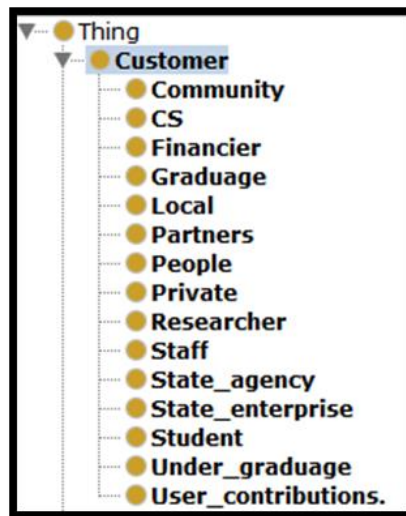 Thing
Customer
Community
CS
Financier
Graduage
Local
Partners
People
Private
Researcher
Staff
State_agency
State_enterprise
Student
Under_graduage
User_contributions.